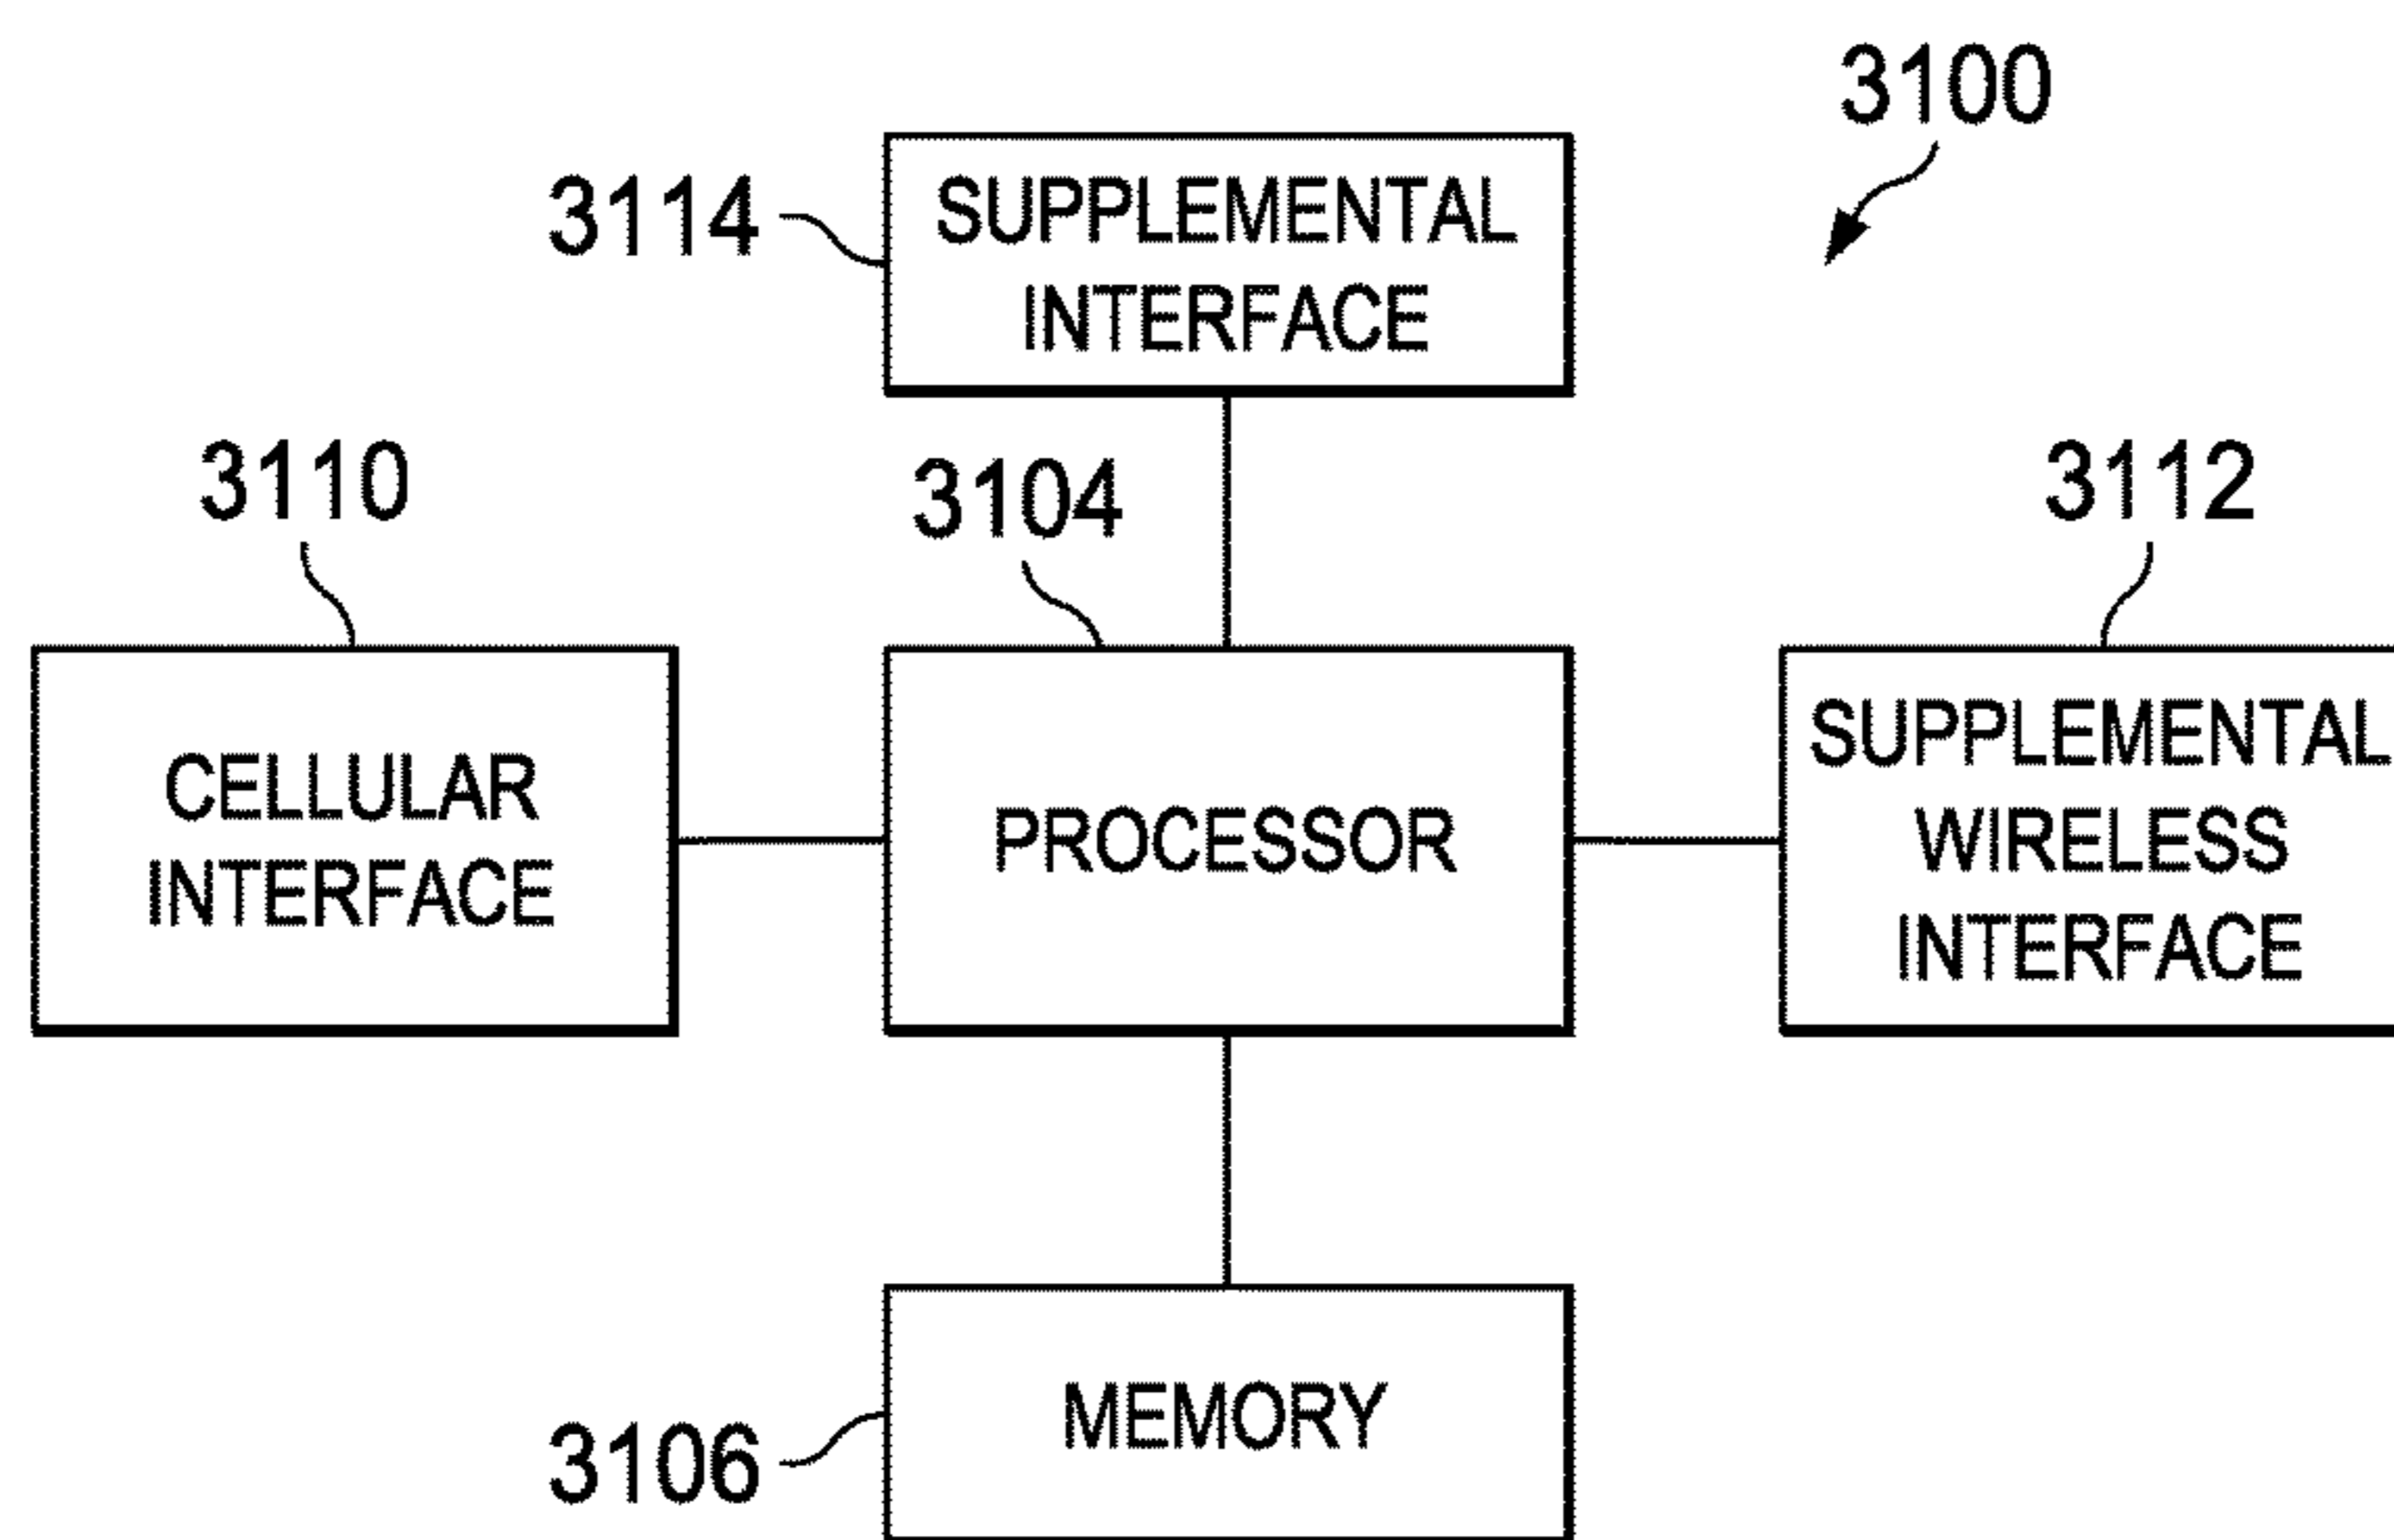 3100
3114
SUPPLEMENTAL
INTERFACE
3110
3104
3112
CELLULAR
INTERFACE
PROCESSOR
SUPPLEMENTAL
WIRELESS
INTERFACE
3106
MEMORY